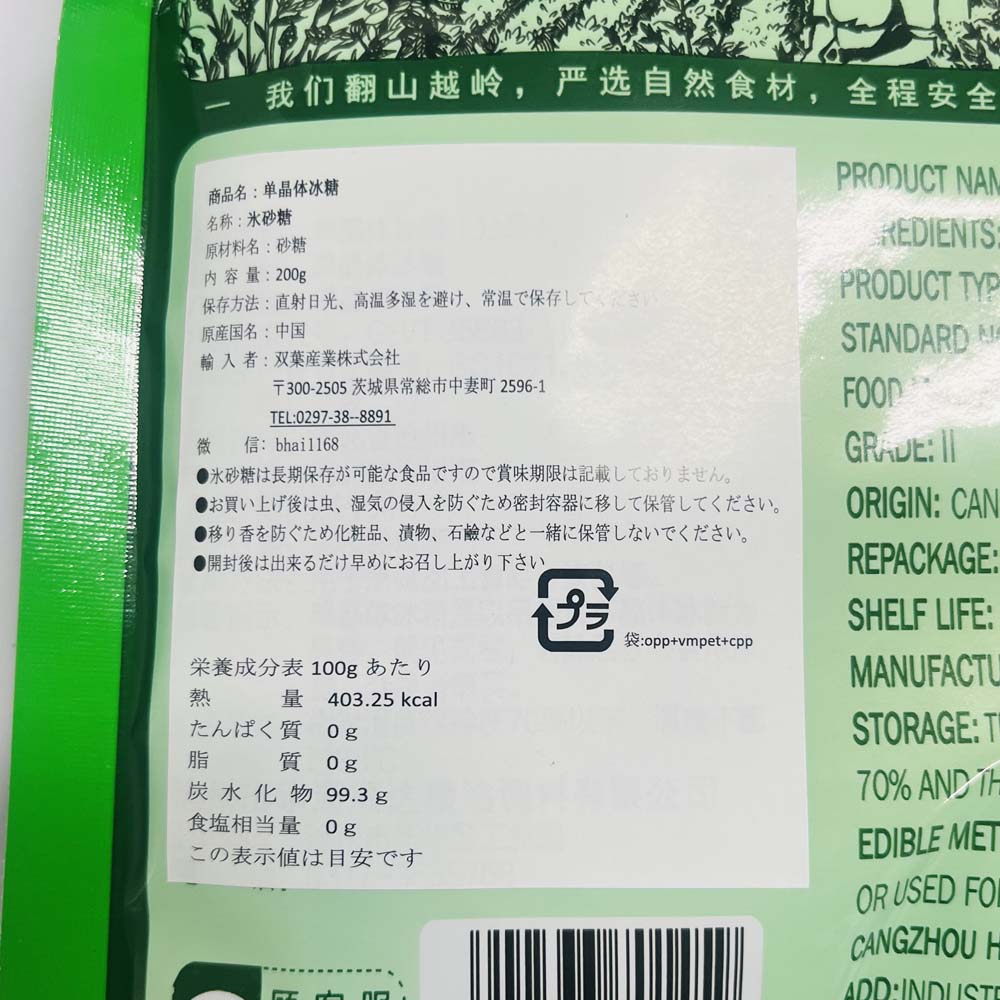 一 我们翻山越岭，严选自然食材，全程安全
商品名：单晶体冰糖
名称：氷砂糖
原材料名：砂糖
内容量：200g
保存方法：直射日光、高温多湿を避け、常温で保存してください
原産国名：中国
輸入者：双葉産業株式会社
〒300-2505 茨城県常総市中妻町 2596-1
TEL:0297-38--8891
微 信: bhai1168
●氷砂糖は長期保存が可能な食品ですので賞味期限は記載しておりません。
●お買い上げ後は虫、湿気の侵入を防ぐため密封容器に移して保管してください。
●移り香を防ぐため化粧品、漬物、石鹸などと一緒に保管しないでください。
●開封後は出来るだけ早めにお召し上がり下さい
プラ
袋:opp+vmpet+cpp
栄養成分表 100g あたり
熱 量 403.25 kcal
たんぱく質 0 g
脂 質 0 g
炭水化物 99.3 g
食塩相当量 0 g
この表示値は目安です
PRODUCT NAM
REDIENTS:
PRODUCT TYP
STANDARD
FOOD
GRADE: II
ORIGIN: CAN
REPACKAGE:
SHELF LIFE:
MANUFACTU
STORAGE: T
70% AND TH
EDIBLE MET
OR USED FO
CANGZHOU H
ADD:INDUST